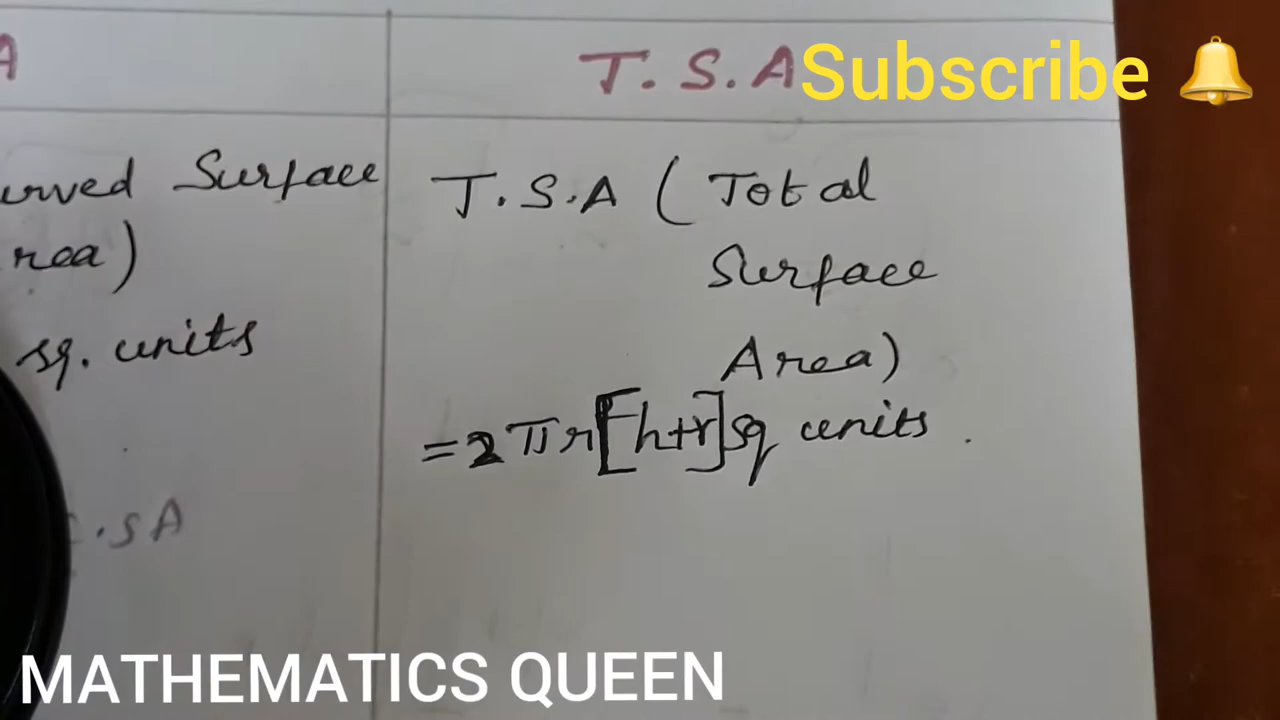 A
T.S.A
Subscribe 🔔
urved Surface
rea)
sq. units
T.S.A (Total
Surface
Area)
=2πr[h+r]sq units.
.SA
MATHEMATICS QUEEN